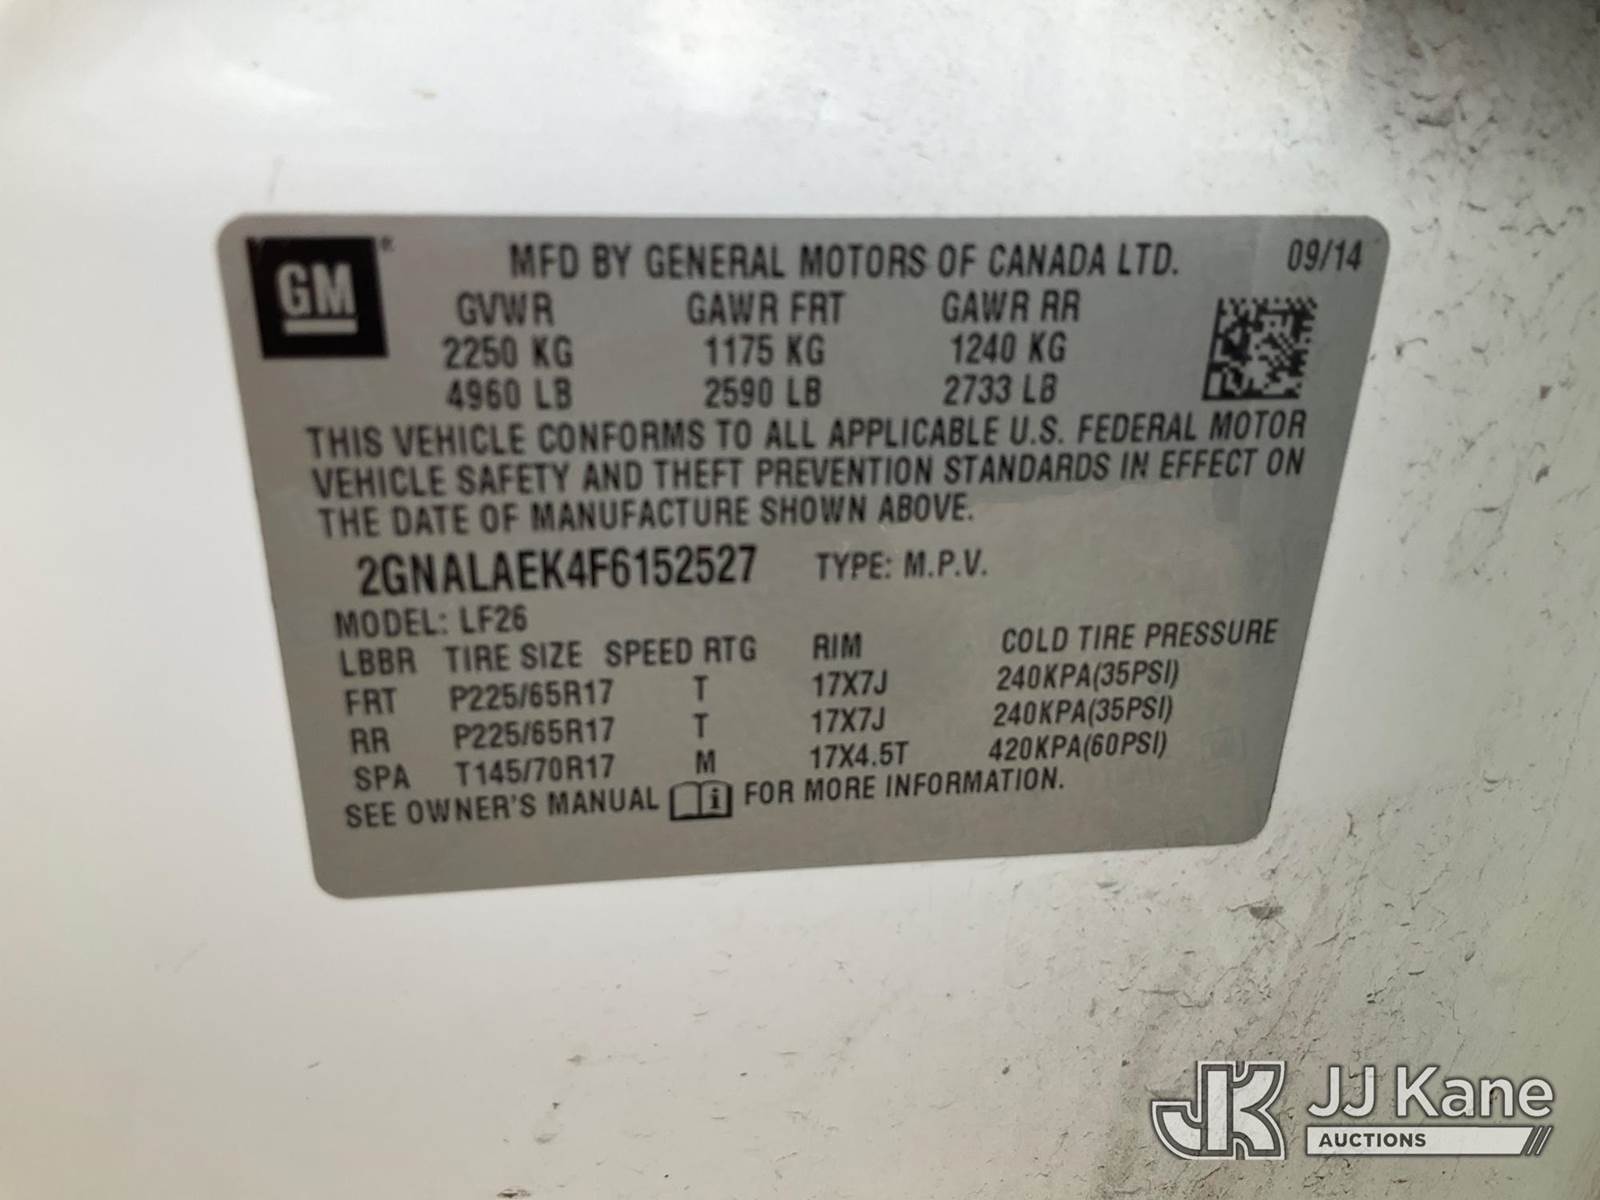 GM ® MFD BY GENERAL MOTORS OF CANADA LTD. 09/14
GVWR GAWR FRT GAWR RR
2250 KG 1175 KG 1240 KG
4960 LB 2590 LB 2733 LB
THIS VEHICLE CONFORMS TO ALL APPLICABLE U.S. FEDERAL MOTOR
VEHICLE SAFETY AND THEFT PREVENTION STANDARDS IN EFFECT ON
THE DATE OF MANUFACTURE SHOWN ABOVE.
2GNALAEK4F6152527 TYPE: M.P.V.
MODEL: LF26
LBBR TIRE SIZE SPEED RTG RIM COLD TIRE PRESSURE
FRT P225/65R17 T 17X7J 240KPA(35PSI)
RR P225/65R17 T 17X7J 240KPA(35PSI)
SPA T145/70R17 M 17X4.5T 420KPA(60PSI)
SEE OWNER'S MANUAL i FOR MORE INFORMATION.
JK JJ Kane
AUCTIONS